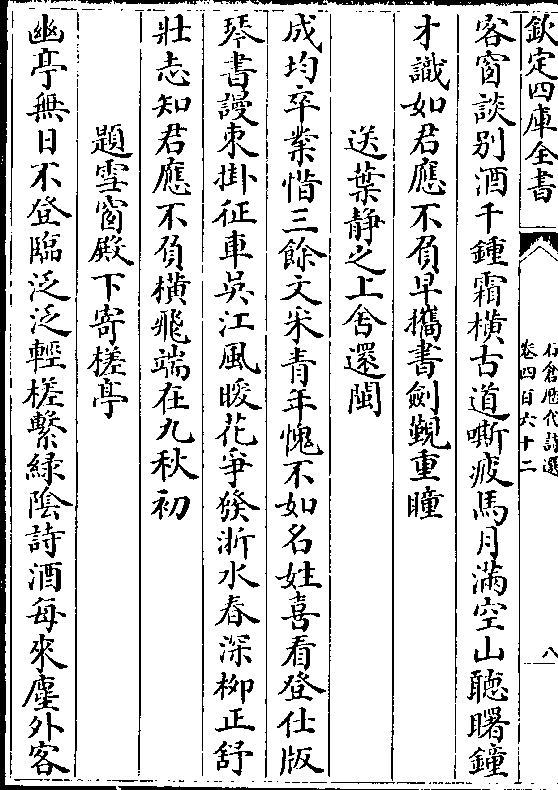 欽定四庫全書
石倉歷代詩選
卷四百六十二
八
客窗談别酒千鍾霜橫古道嘶疲馬月滿空山聽曙鐘
才識如君應不負早攜書劍覲重瞳
送葉靜之上舍還閩
成均卒業惜三餘文采青年愧不如名姓喜看登仕版
琴書謾束掛征車吳江風暖花爭發浙水春深栁正舒
壯志知君應不負橫飛端在九秋初
題雪窗殿下寄槎亭
幽亭無日不登臨泛泛輕槎繫緑陰詩酒每來塵外客